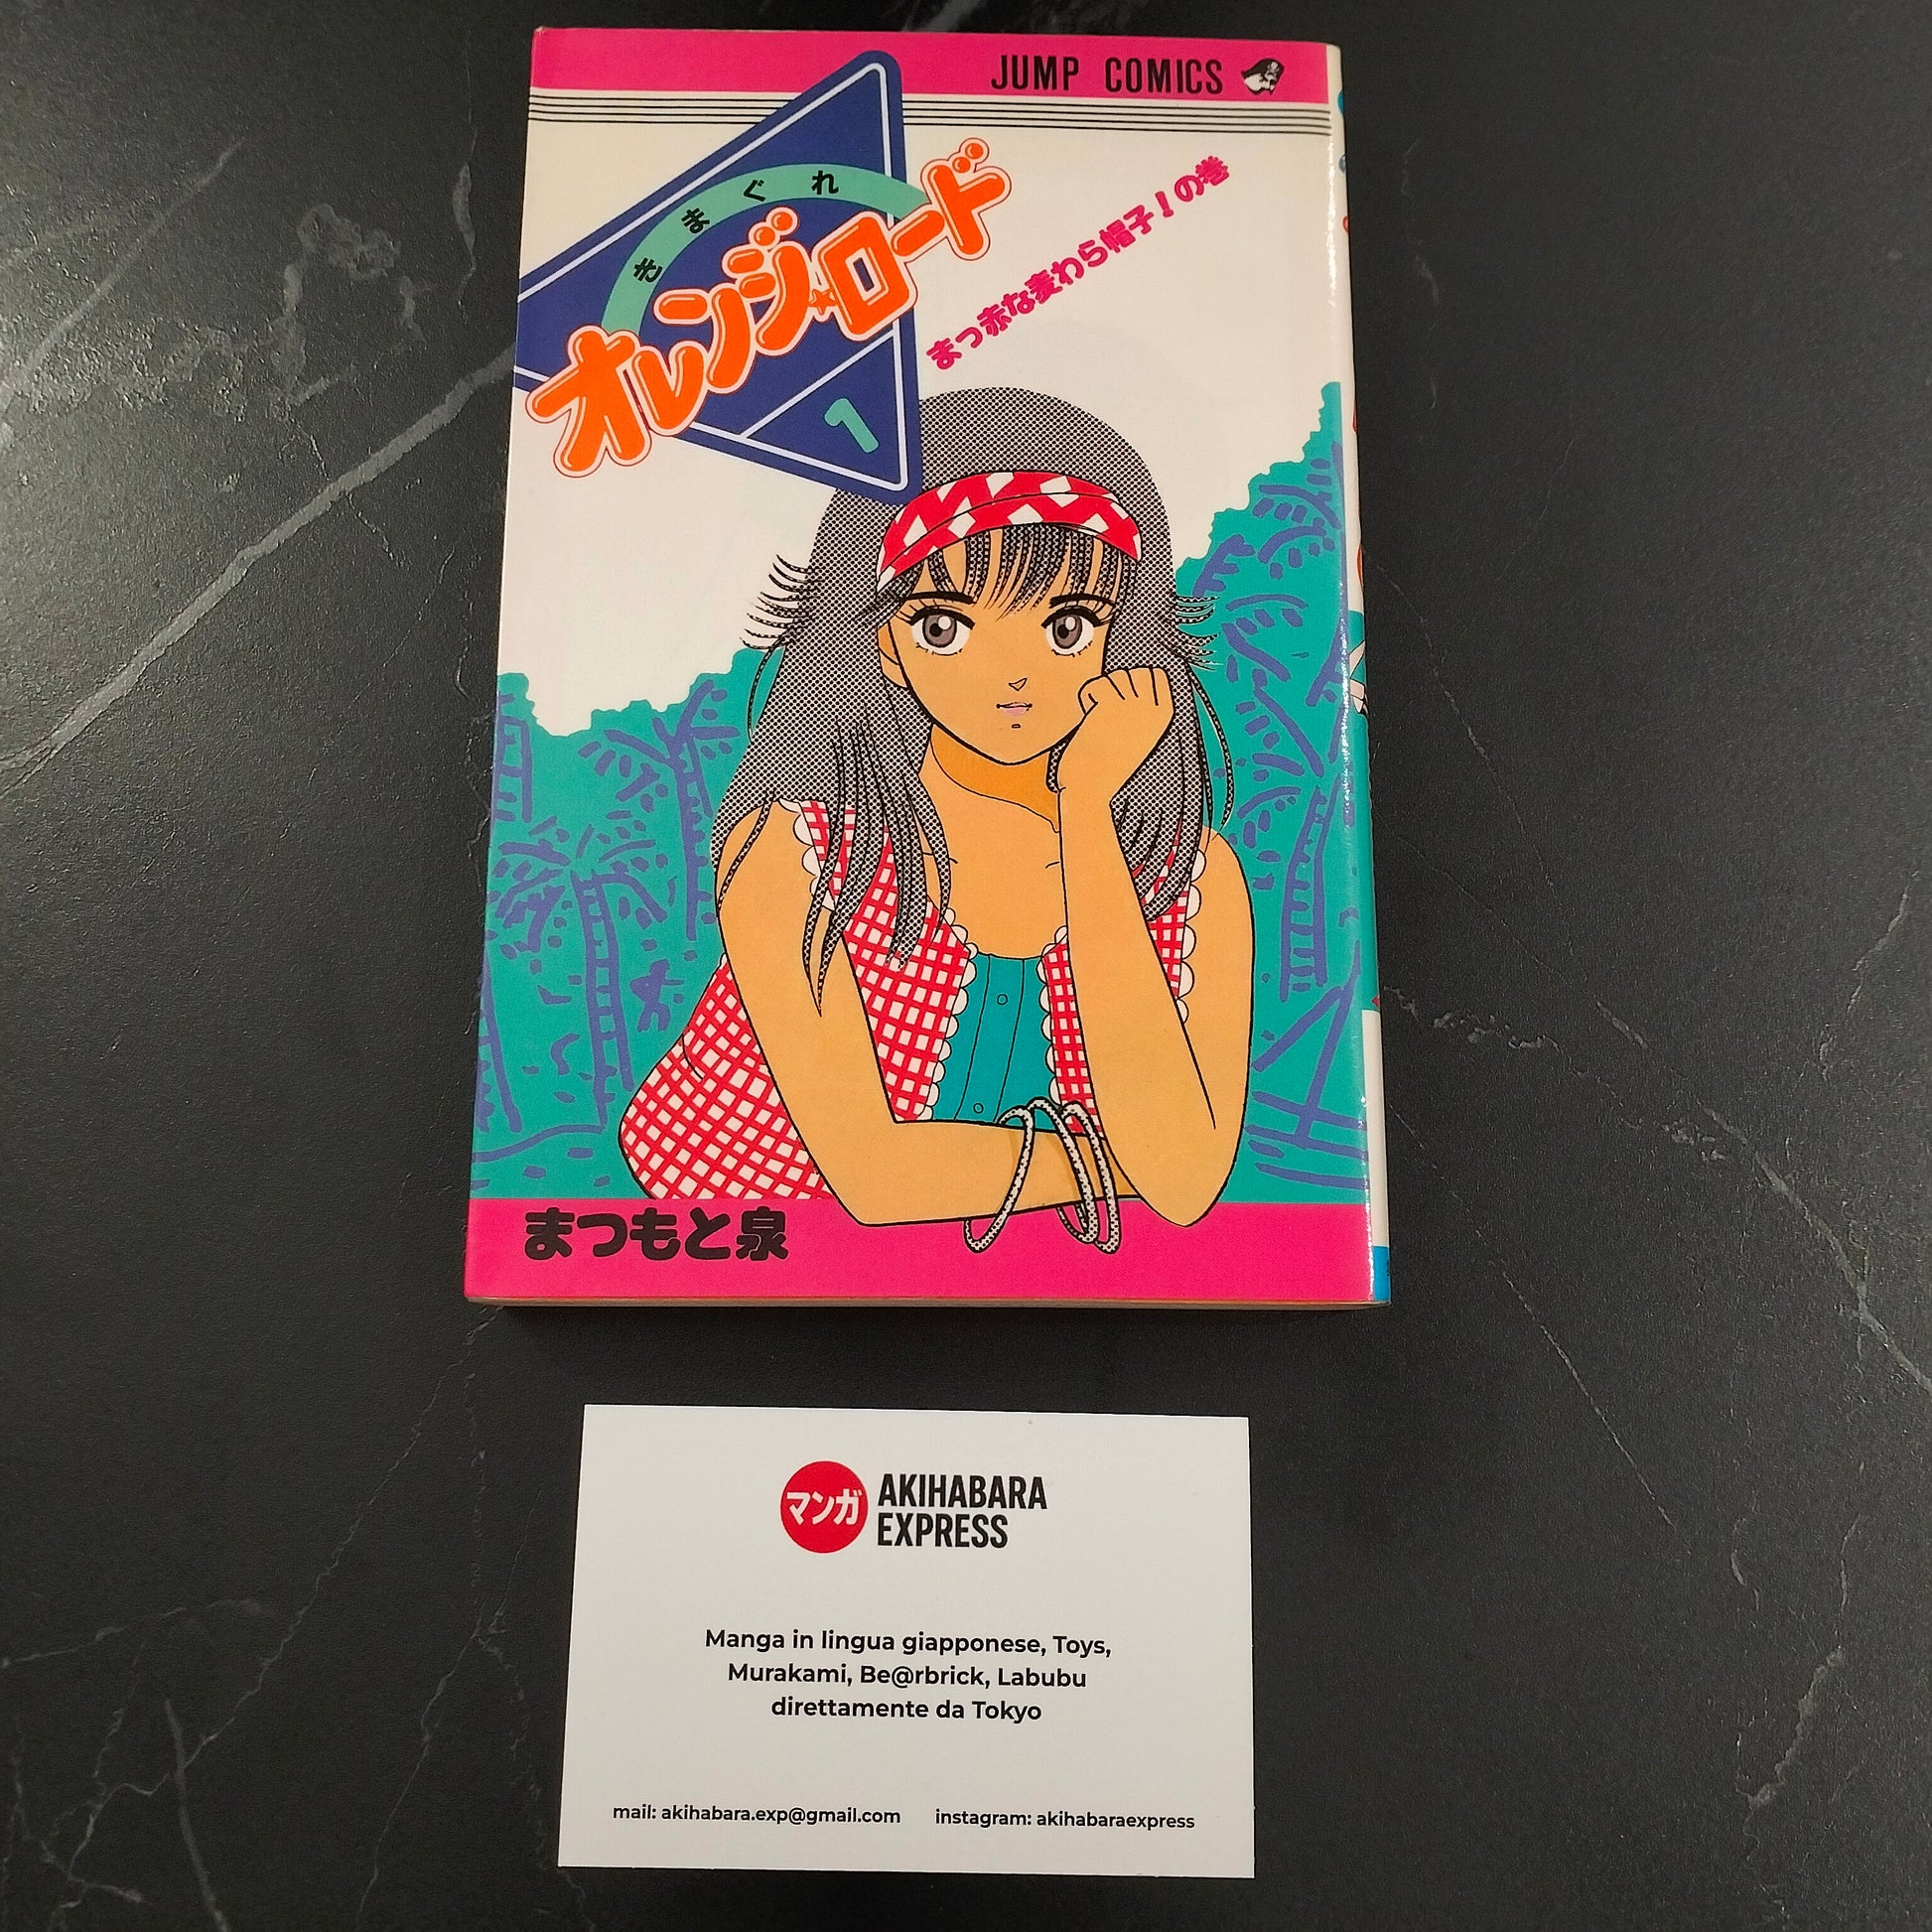 JUMP COMICS
きまぐれ
オレンジ★ロード
1
まっ赤な麦わら帽子!の巻
まつもと泉
マンガ
AKIHABARA
EXPRESS
Manga in lingua giapponese, Toys,
Murakami, Be@rbrick, Labubu
direttamente da Tokyo
mail: akihabara.exp@gmail.com instagram: akihabaraexpress